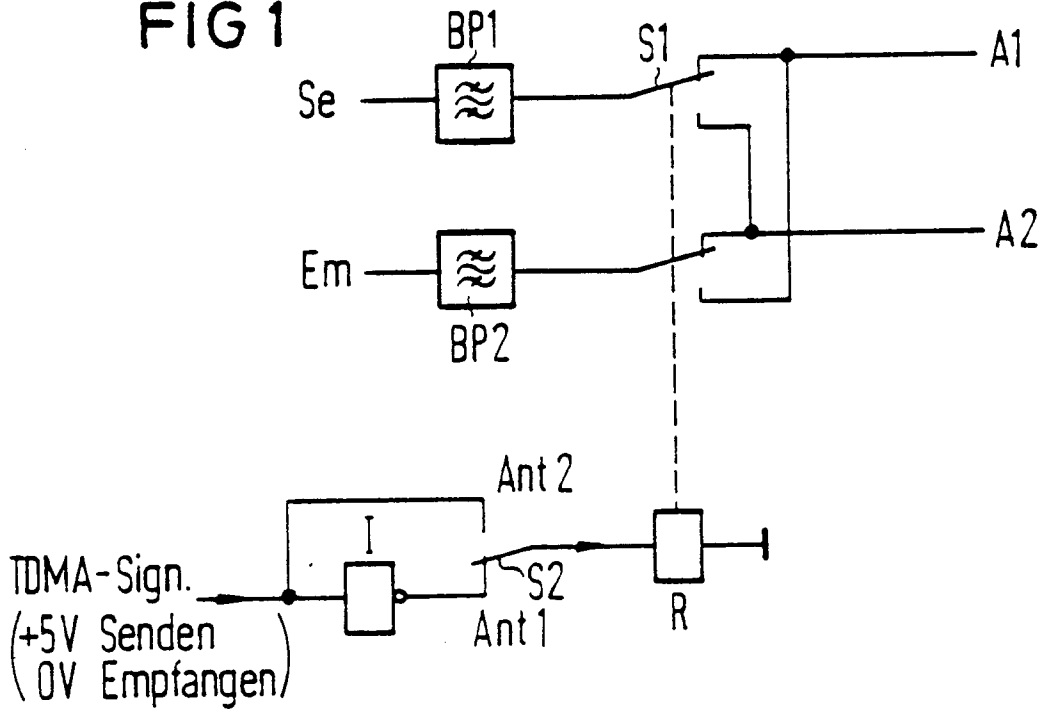 FIG 1
BP1
S1
A1
Se
A2
Em
BP2
Ant 2
I
TDMA-Sign.
S2
Ant 1
R
(+5V Senden
0V Empfangen)